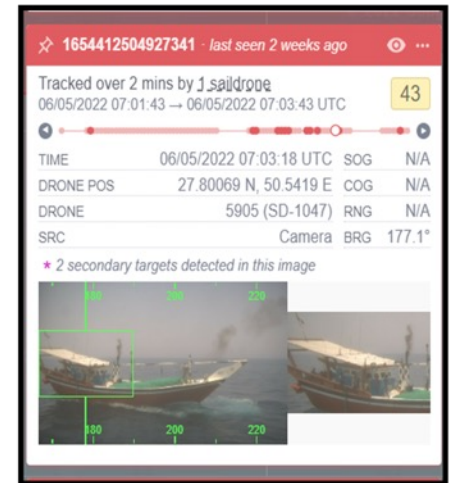 1654412504927341 · last seen 2 weeks ago
Tracked over 2 mins by 1 saildrone
06/05/2022 07:01:43 → 06/05/2022 07:03:43 UTC
43
TIME 06/05/2022 07:03:18 UTC SOG N/A
DRONE POS 27.80069 N, 50.5419 E COG N/A
DRONE 5905 (SD-1047) RNG N/A
SRC Camera BRG 177.1°
* 2 secondary targets detected in this image
180 200 220
180 200 220